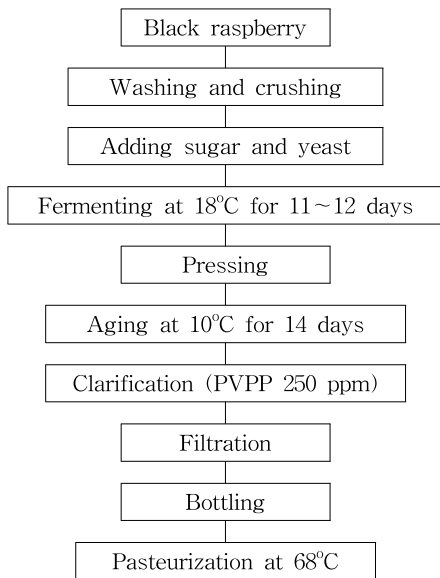 Black raspberry
Washing and crushing
Adding sugar and yeast
Fermenting at 18°C for 11~12 days
Pressing
Aging at 10°C for 14 days
Clarification (PVPP 250 ppm)
Filtration
Bottling
Pasteurization at 68°C